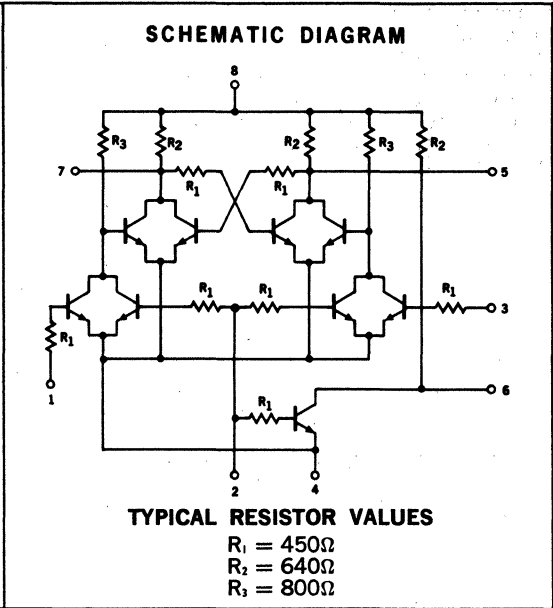 SCHEMATIC DIAGRAM
8
R3 R2 R2 R3 R2
7 R1 R1 5
R1 R1 R1 3
R1
1
6
R1
2 4
TYPICAL RESISTOR VALUES
R1 = 450Ω
R2 = 640Ω
R3 = 800Ω